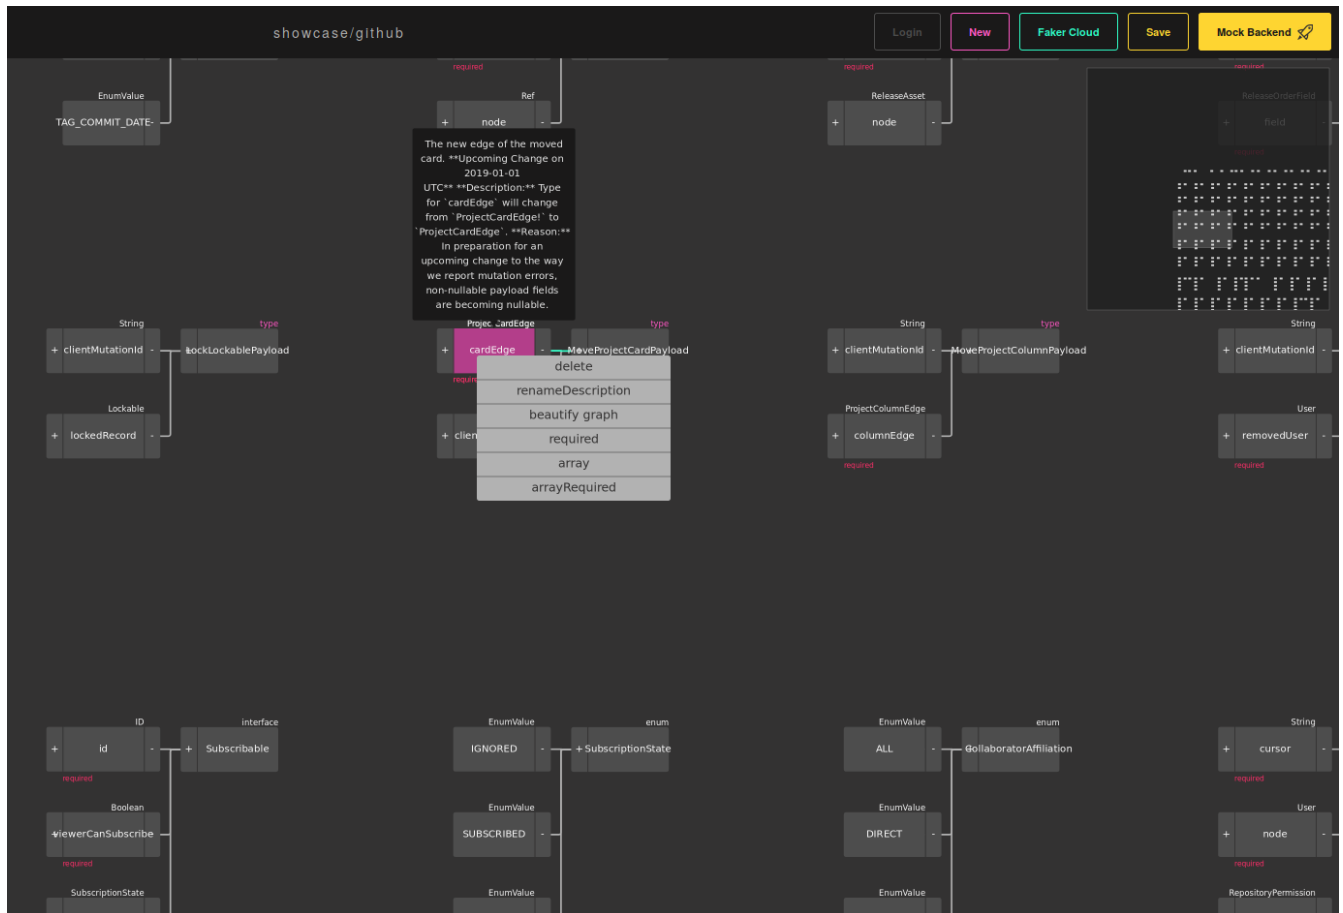 showcase/github
Login
New
Faker Cloud
Save
Mock Backend
required
required
required
EnumValue
Ref
ReleaseAsset
ReleaseOrderField
TAG_COMMIT_DATE-
+ node -
+ node -
+ field -
required
The new edge of the moved
card. **Upcoming Change on
2019-01-01
UTC** **Description:** Type
for `cardEdge` will change
from `ProjectCardEdge!` to
`ProjectCardEdge`. **Reason:**
In preparation for an
upcoming change to the way
we report mutation errors,
non-nullable payload fields
are becoming nullable.
String
type
CardEdge
type
String
type
String
+ clientMutationId -
LockLockablePayload
+ cardEdge -
MoveProjectCardPayload
+ clientMutationId -
MoveProjectColumnPayload
+ clientMutationId -
delete
renameDescription
beautify graph
required
array
arrayRequired
Lockable
ProjectColumnEdge
User
+ lockedRecord -
+ columnEdge -
+ removedUser -
required
required
ID
interface
EnumValue
enum
EnumValue
enum
String
+ id -
+ Subscribable
IGNORED -
+ SubscriptionState
ALL -
CollaboratorAffiliation
+ cursor -
required
required
Boolean
EnumValue
EnumValue
User
viewerCanSubscribe
SUBSCRIBED -
DIRECT -
+ node -
required
required
SubscriptionState
EnumValue
EnumValue
RepositoryPermission